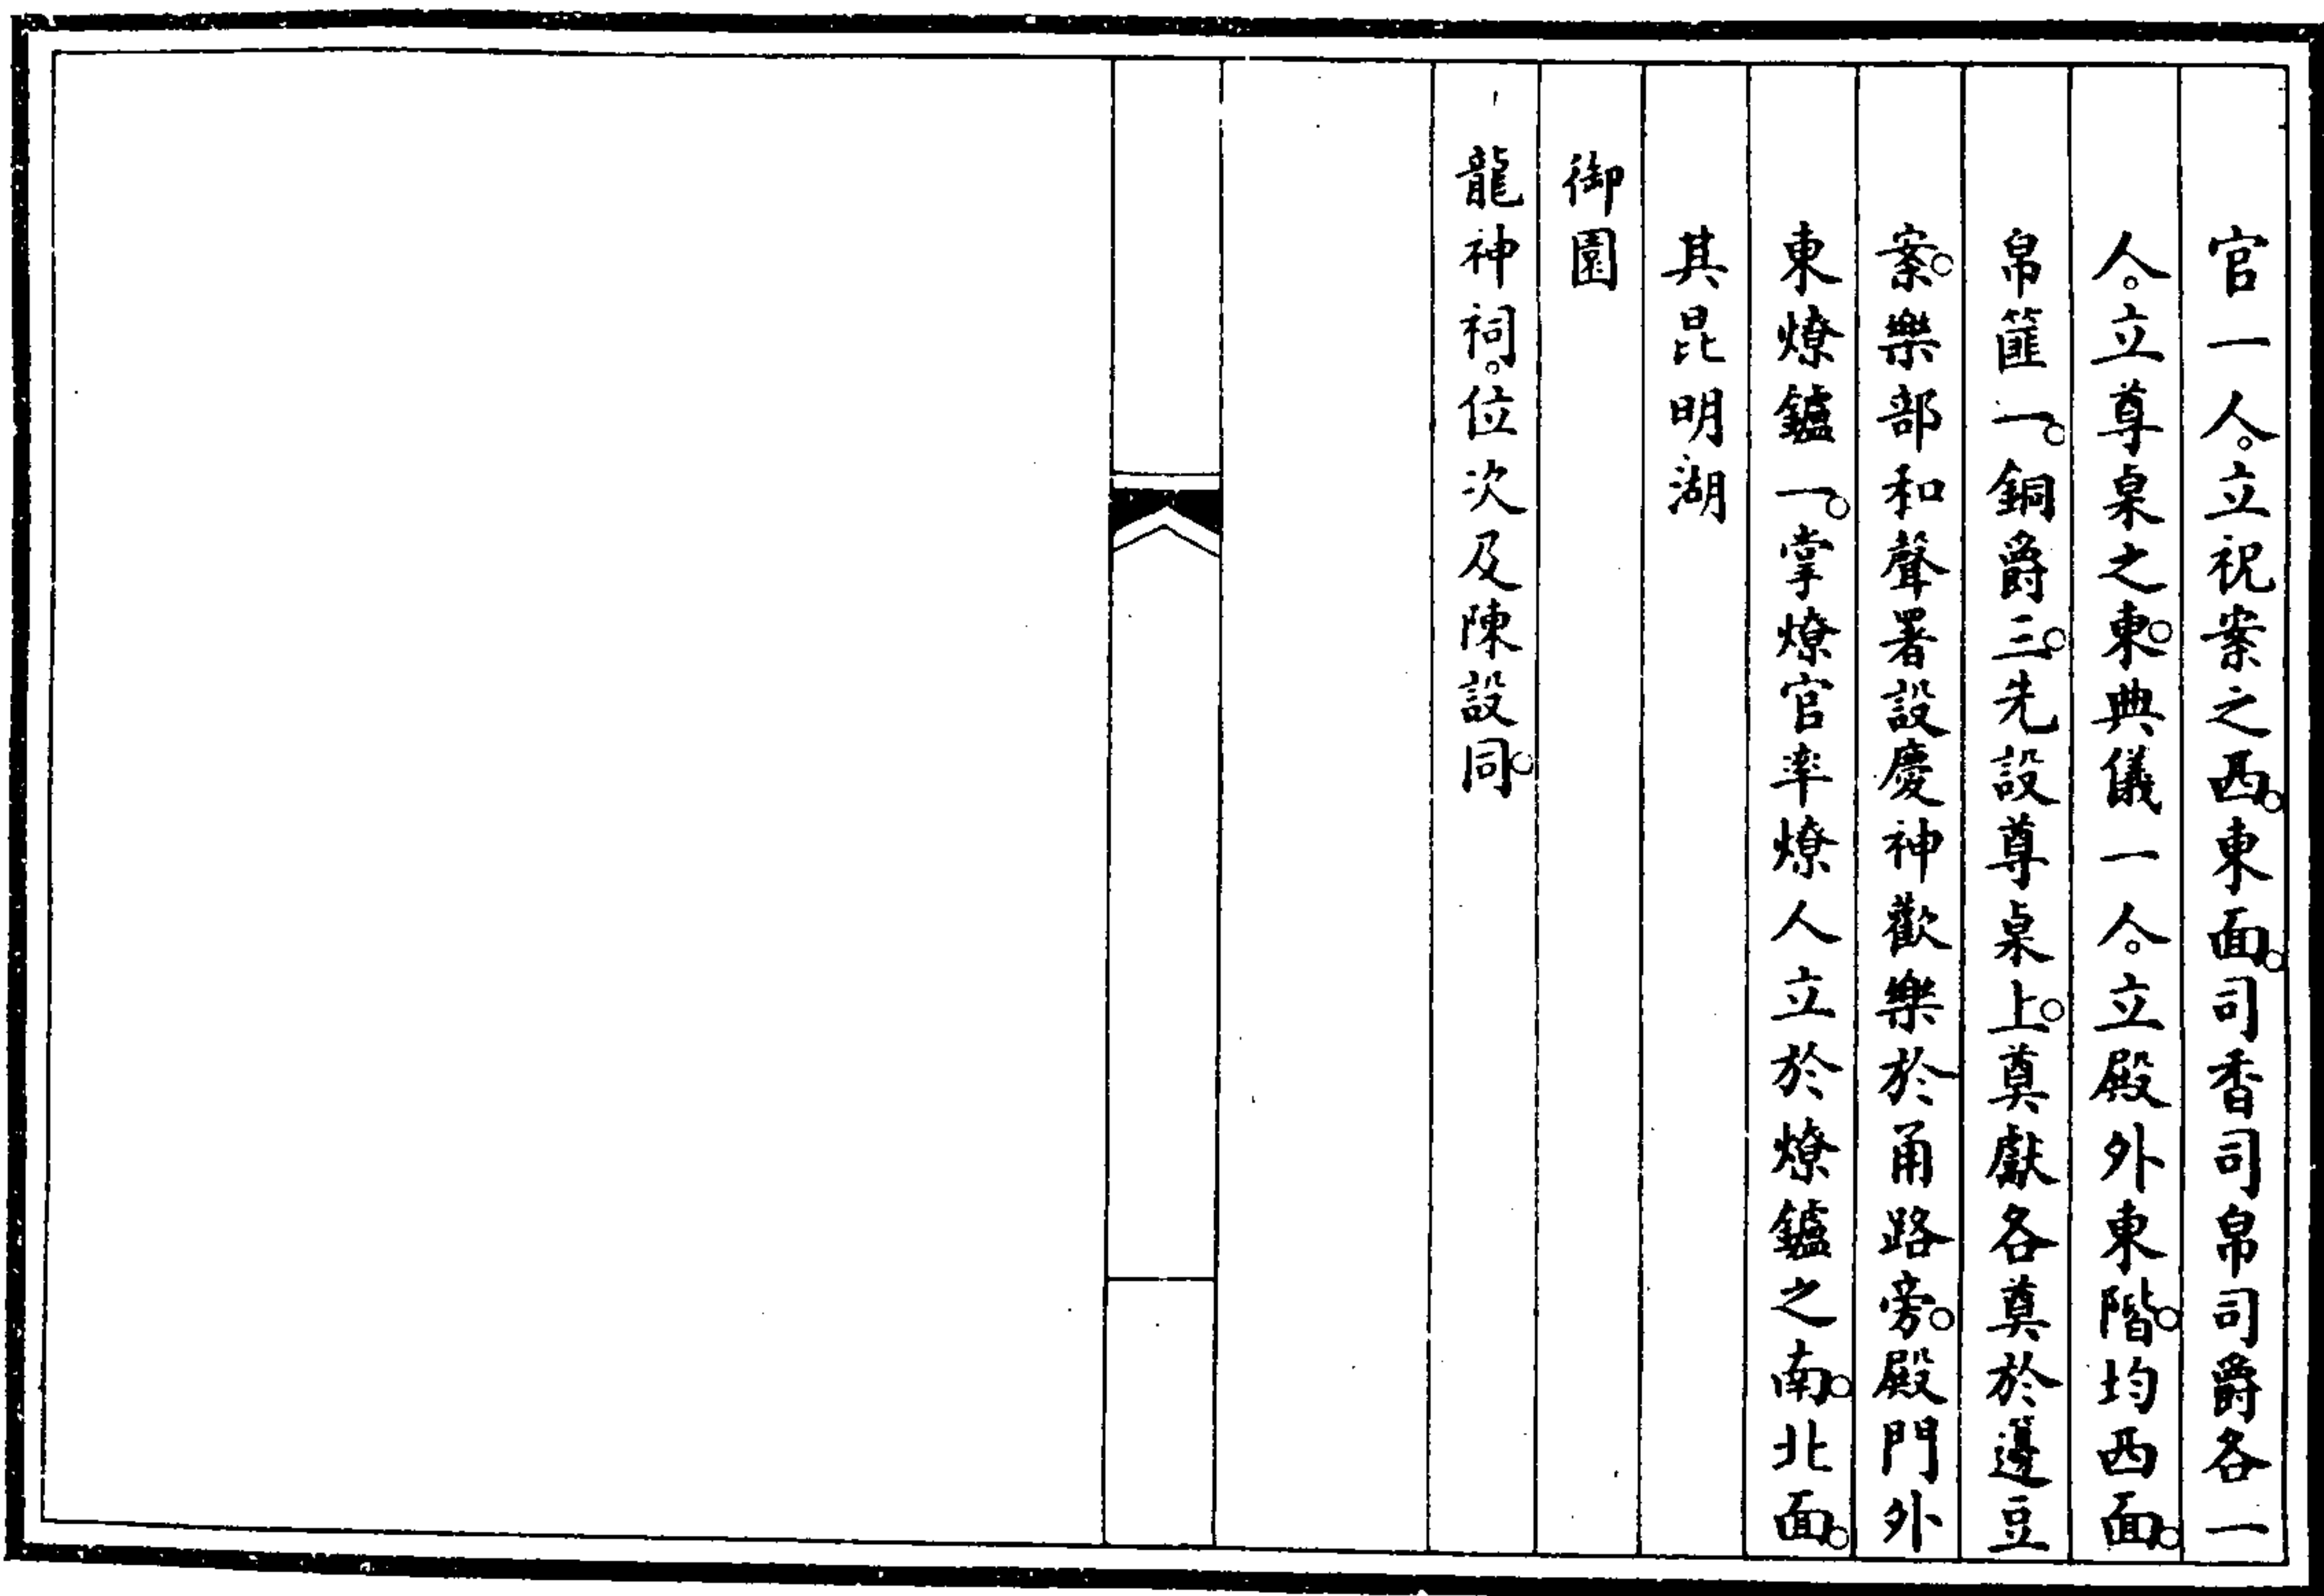 官一人。立祝案之西。東面。司香司帛司爵各一
人。立尊桌之東。典儀一人。立殿外東階。均西面。
帛篚一。銅爵三。先設尊桌上。奠獻各奠於籩豆
案。樂部和聲署設慶神歡樂於甬路旁。殿門外
東燎鑪一。掌燎官率燎人立於燎鑪之南。北面。
其昆明湖
御園
龍神祠。位次及陳設同。